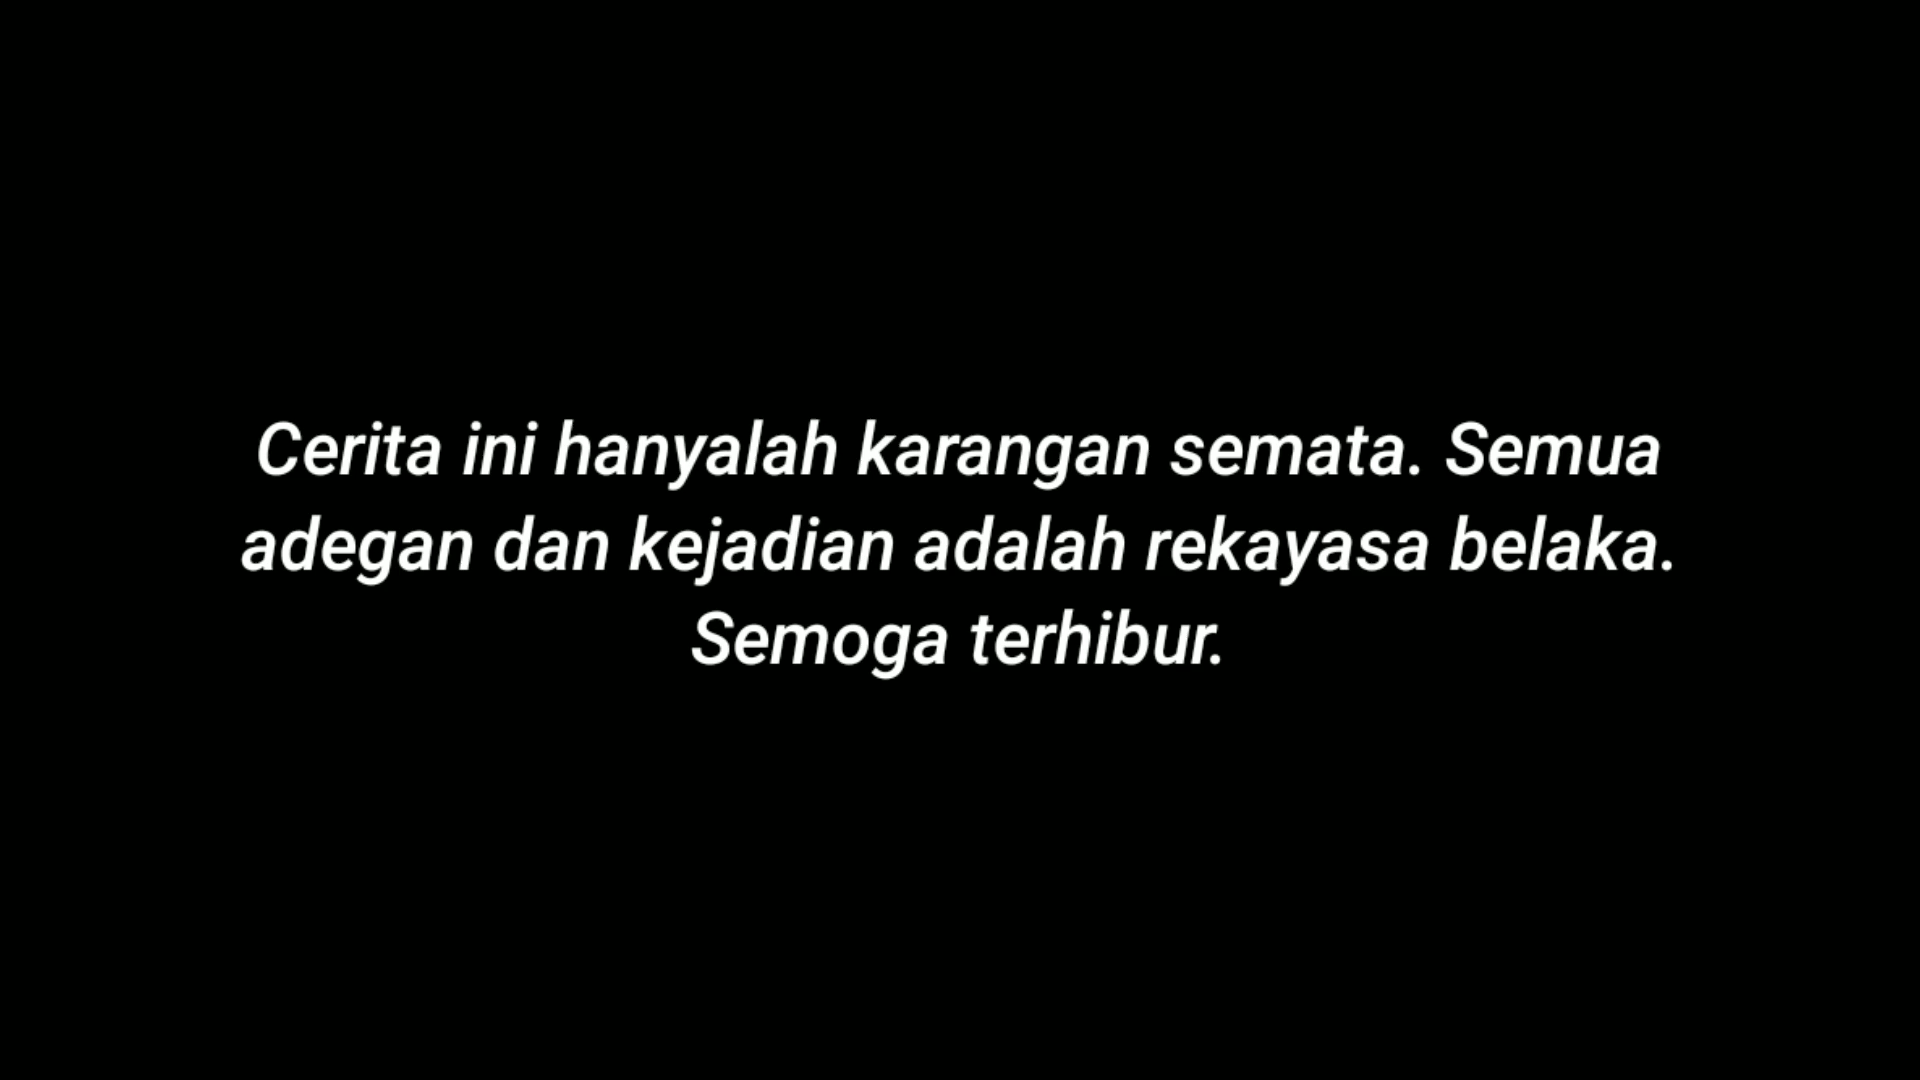 Cerita ini hanyalah karangan semata. Semua
adegan dan kejadian adalah rekayasa belaka.
Semoga terhibur.